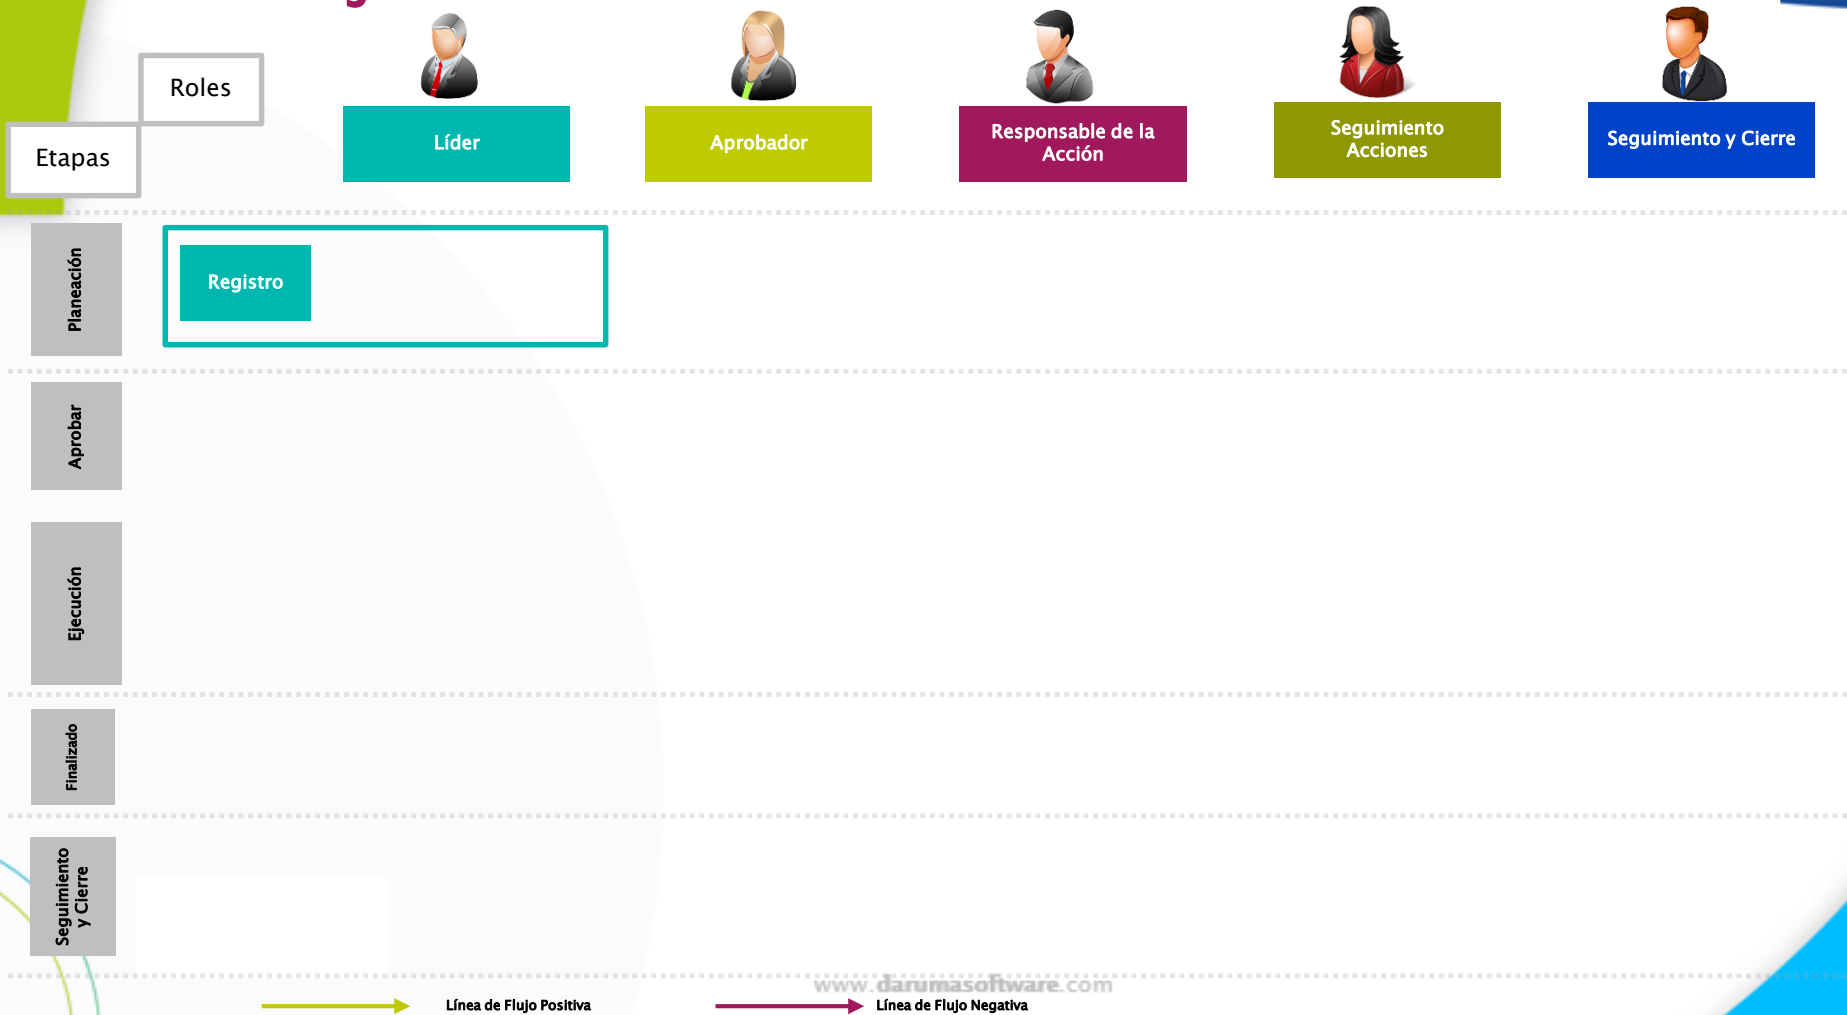 Roles
Etapas
Líder
Aprobador
Responsable de la
Acción
Seguimiento
Acciones
Seguimiento y Cierre
Planeación
Registro
Aprobar
Ejecución
Finalizado
Seguimiento
y Cierre
www.darumasoftware.com
Línea de Flujo Positiva
Línea de Flujo Negativa